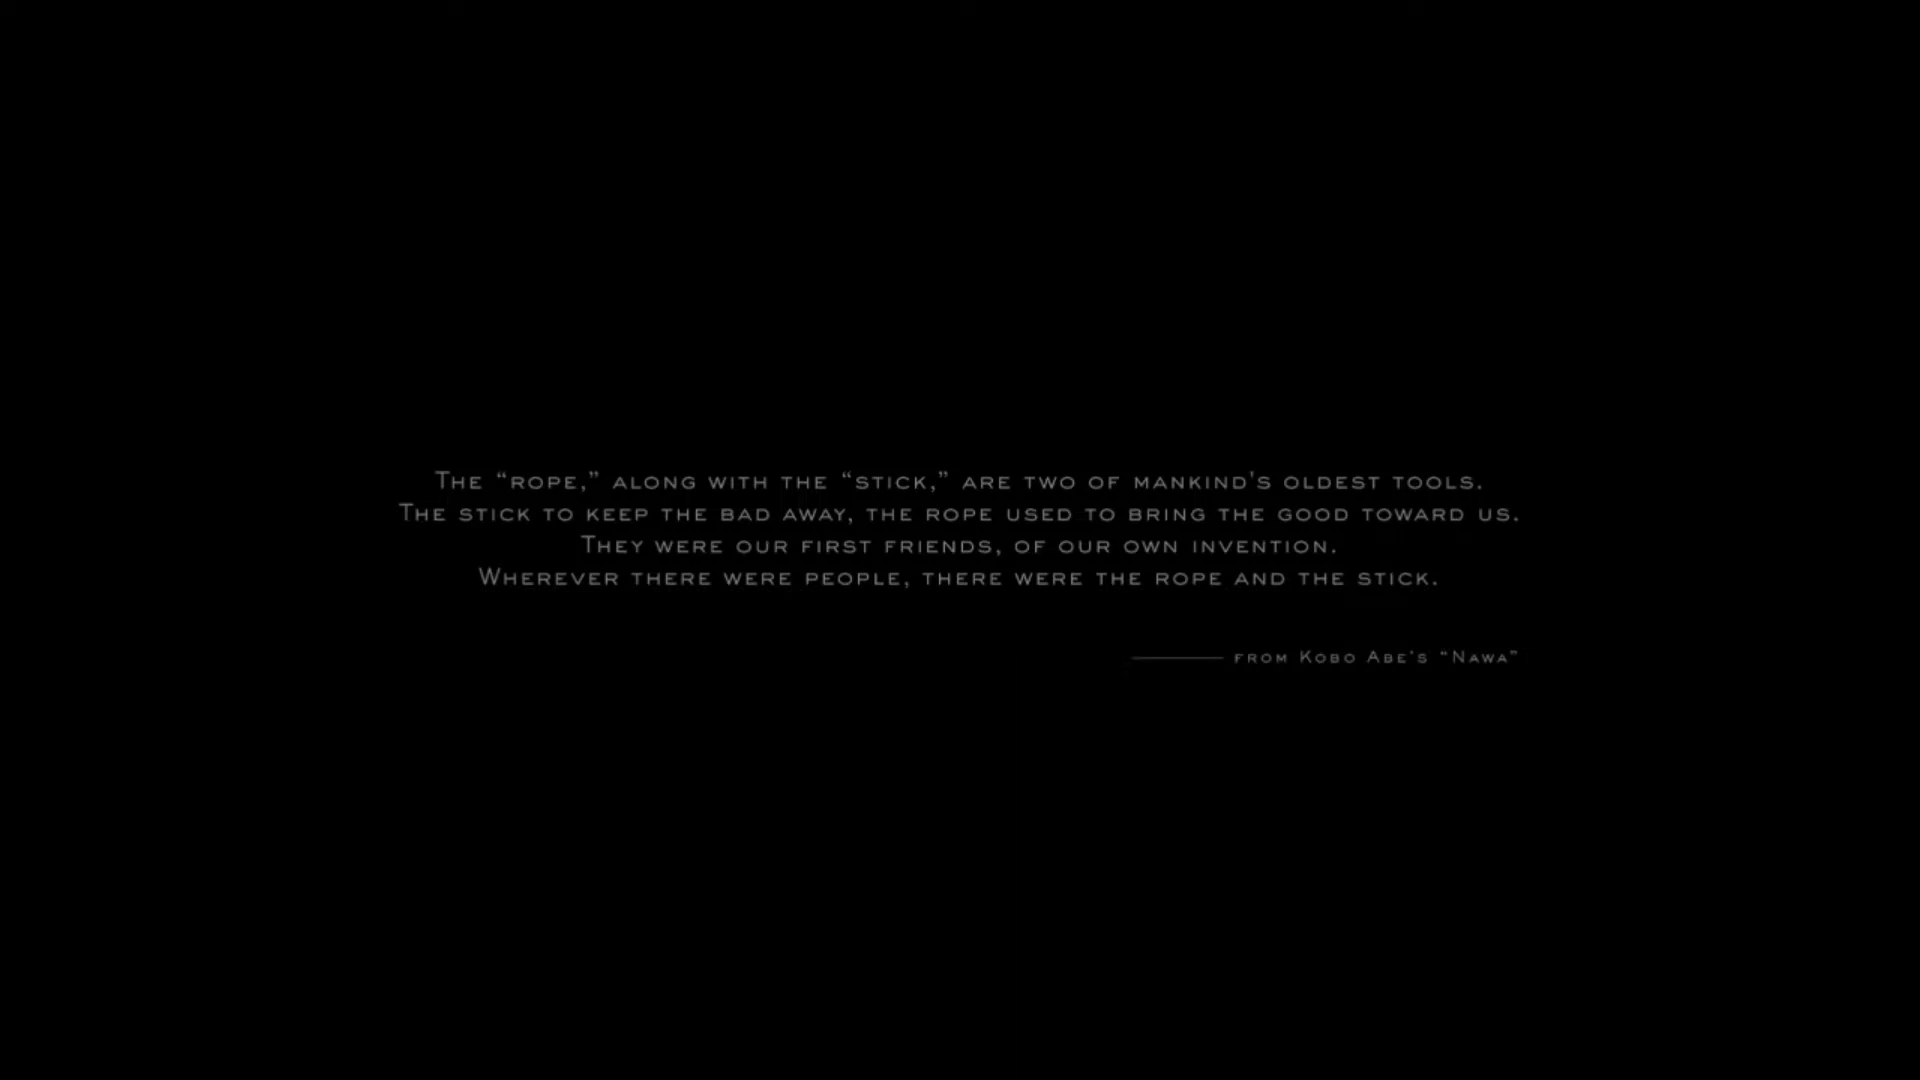 The “rope,” along with the “stick,” are two of mankind's oldest tools.
The stick to keep the bad away, the rope used to bring the good toward us.
They were our first friends, of our own invention.
Wherever there were people, there were the rope and the stick.
from Kobo Abe's “Nawa”